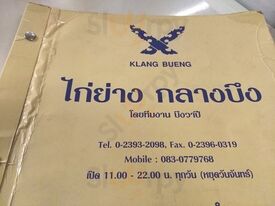 KLANG BUENG
ไก่ย่าง กลางบึง
โดยทีมงาน บึงวาปี
Tel. 0-2393-2098, Fax. 0-2396-0319
Mobile : 083-0779768
เปิด 11.00 - 22.00 น. ทุกวัน (หยุดวันจันทร์)